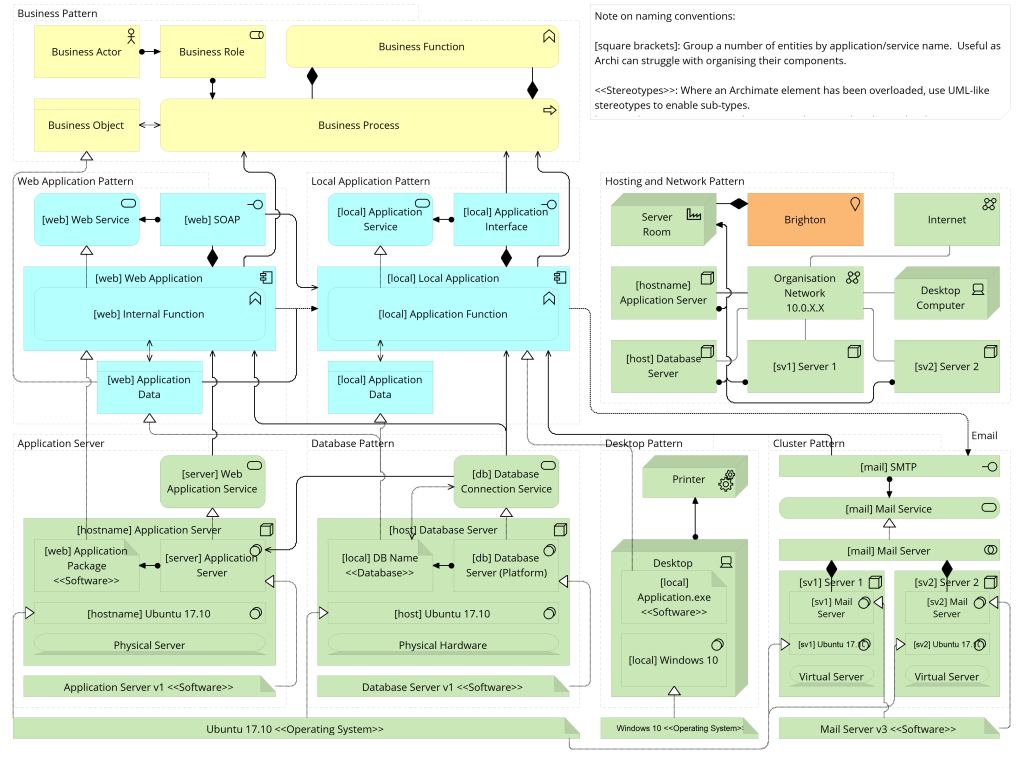 Business Pattern
Business Actor
Business Role
Business Function
Business Object
Business Process
Note on naming conventions:
[square brackets]: Group a number of entities by application/service name.  Useful as
Archi can struggle with organising their components.
<<Stereotypes>>: Where an Archimate element has been overloaded, use UML-like
stereotypes to enable sub-types.
Web Application Pattern
[web] Web Service
[web] SOAP
[web] Web Application
[web] Internal Function
[web] Application
Data
Local Application Pattern
[local] Application
Service
[local] Application
Interface
[local] Local Application
[local] Application Function
[local] Application
Data
Hosting and Network Pattern
Server
Room
Brighton
Internet
[hostname]
Application Server
Organisation
Network
10.0.X.X
Desktop
Computer
[host] Database
Server
[sv1] Server 1
[sv2] Server 2
Email
Application Server
[server] Web
Application Service
[hostname] Application Server
[web] Application
Package
<<Software>>
[server] Application
Server
[hostname] Ubuntu 17.10
Physical Server
Application Server v1 <<Software>>
Database Pattern
[db] Database
Connection Service
[host] Database Server
[local] DB Name
<<Database>>
[db] Database
Server (Platform)
[host] Ubuntu 17.10
Physical Hardware
Database Server v1 <<Software>>
Ubuntu 17.10 <<Operating System>>
Desktop Pattern
Printer
Desktop
[local]
Application.exe
<<Software>>
[local] Windows 10
Windows 10 <<Operating System>>
Cluster Pattern
[mail] SMTP
[mail] Mail Service
[mail] Mail Server
[sv1] Server 1
[sv1] Mail
Server
[sv1] Ubuntu 17.10
Virtual Server
[sv2] Server 2
[sv2] Mail
Server
[sv2] Ubuntu 17.10
Virtual Server
Mail Server v3 <<Software>>